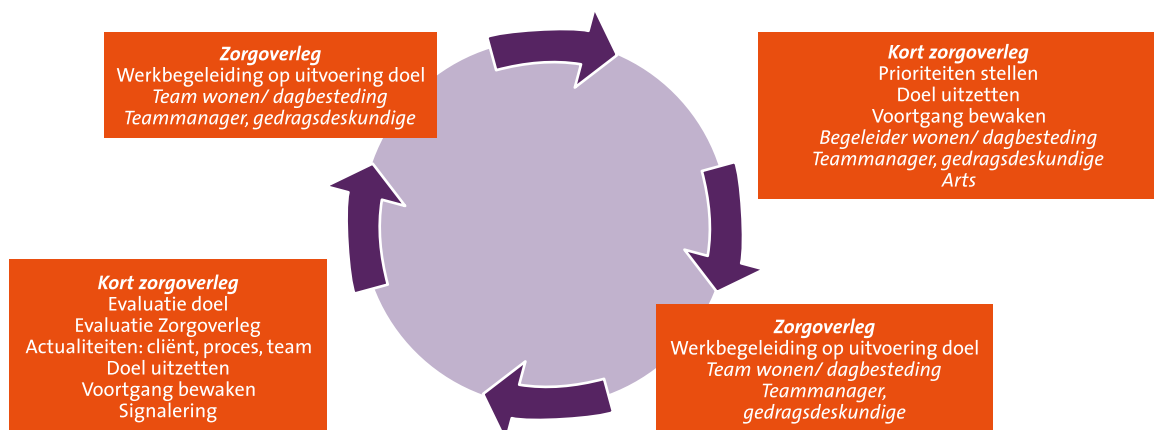 Zorgoverleg
Werkbegeleiding op uitvoering doel
Team wonen/ dagbesteding
Teammanager, gedragsdeskundige
Kort zorgoverleg
Prioriteiten stellen
Doel uitzetten
Voortgang bewaken
Begeleider wonen/ dagbesteding
Teammanager, gedragsdeskundige
Arts
Kort zorgoverleg
Evaluatie doel
Evaluatie Zorgoverleg
Actualiteiten: cliënt, proces, team
Doel uitzetten
Voortgang bewaken
Signalering
Zorgoverleg
Werkbegeleiding op uitvoering doel
Team wonen/ dagbesteding
Teammanager,
gedragsdeskundige